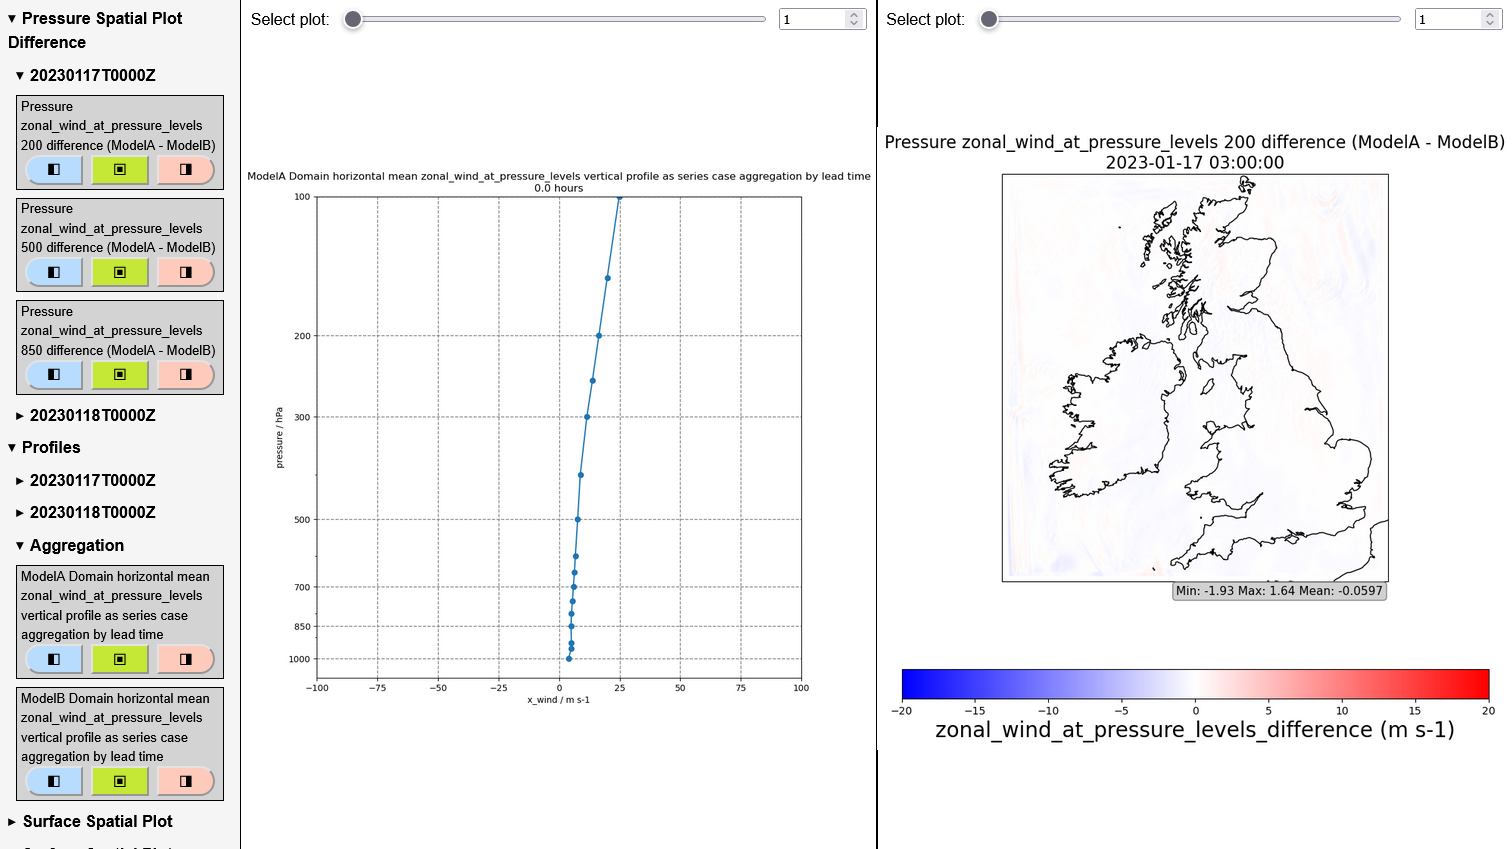 ▼ Pressure Spatial Plot
Difference
▼ 20230117T0000Z
Pressure
zonal_wind_at_pressure_levels
200 difference (ModelA - ModelB)
Pressure
zonal_wind_at_pressure_levels
500 difference (ModelA - ModelB)
Pressure
zonal_wind_at_pressure_levels
850 difference (ModelA - ModelB)
► 20230118T0000Z
▼ Profiles
► 20230117T0000Z
► 20230118T0000Z
▼ Aggregation
ModelA Domain horizontal mean
zonal_wind_at_pressure_levels
vertical profile as series case
aggregation by lead time
ModelB Domain horizontal mean
zonal_wind_at_pressure_levels
vertical profile as series case
aggregation by lead time
► Surface Spatial Plot
Select plot: 1
ModelA Domain horizontal mean zonal_wind_at_pressure_levels vertical profile as series case aggregation by lead time
0.0 hours
100
200
300
500
700
850
1000
pressure / hPa
−100 −75 −50 −25 0 25 50 75 100
x_wind / m s-1
Select plot: 1
Pressure zonal_wind_at_pressure_levels 200 difference (ModelA - ModelB)
2023-01-17 03:00:00
Min: -1.93 Max: 1.64 Mean: -0.0597
−20 −15 −10 −5 0 5 10 15 20
zonal_wind_at_pressure_levels_difference (m s-1)